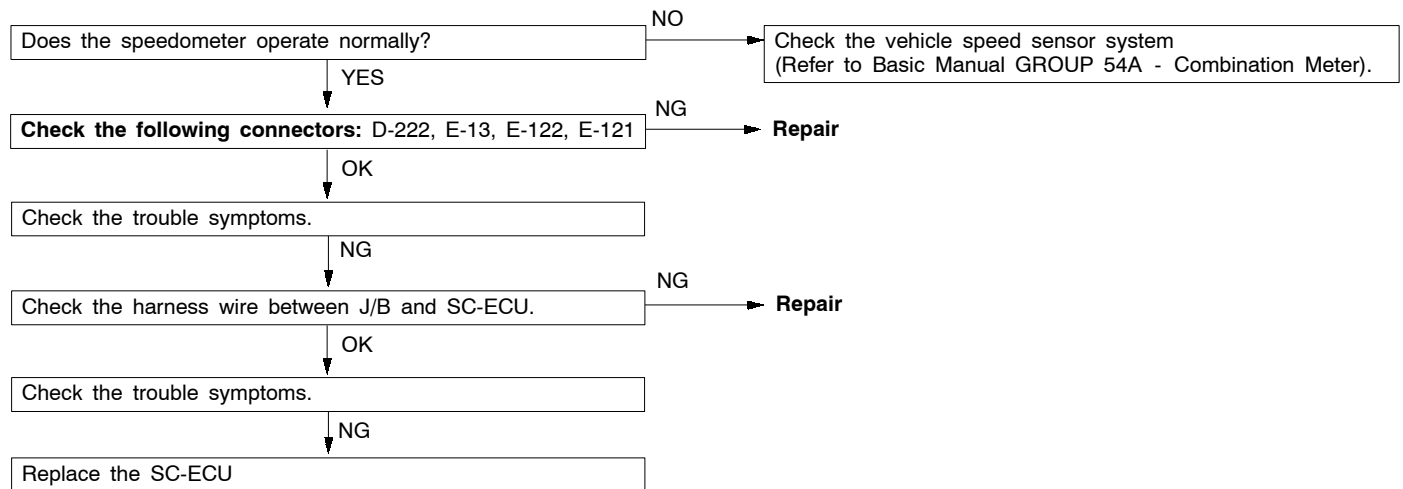 Does the speedometer operate normally?
NO
Check the vehicle speed sensor system
(Refer to Basic Manual GROUP 54A - Combination Meter).
YES
Check the following connectors: D-222, E-13, E-122, E-121
NG
Repair
OK
Check the trouble symptoms.
NG
Check the harness wire between J/B and SC-ECU.
NG
Repair
OK
Check the trouble symptoms.
NG
Replace the SC-ECU